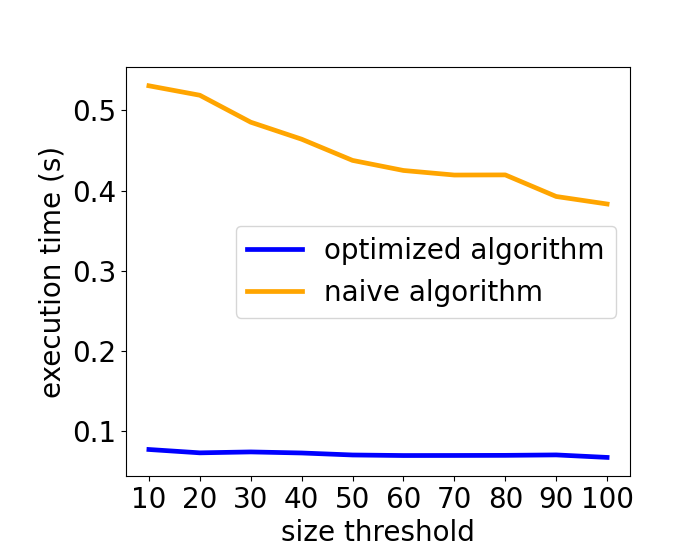 0.5
0.4
0.3
0.2
0.1
execution time (s)
optimized algorithm
naive algorithm
10 20 30 40 50 60 70 80 90 100
size threshold